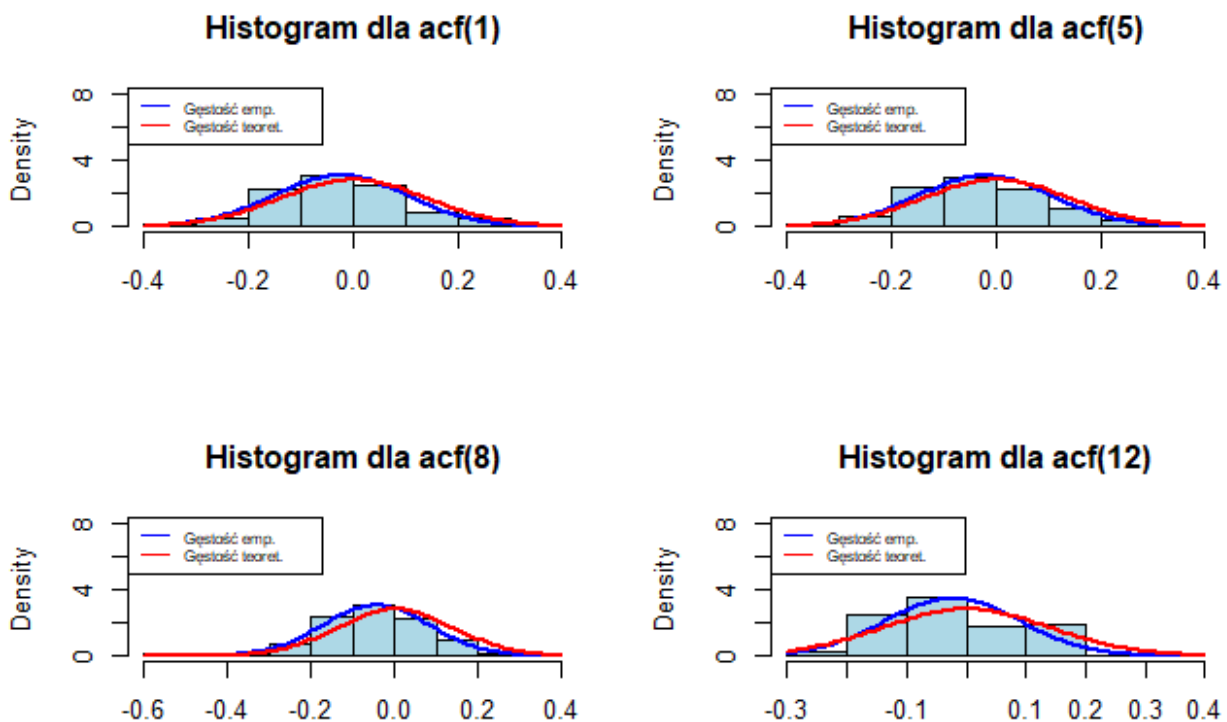 Histogram dla acf(1)
Density
8
4
0
Gęstość emp.
Gęstość teoret.
-0.4 -0.2 0.0 0.2 0.4
Histogram dla acf(5)
Density
8
4
0
Gęstość emp.
Gęstość teoret.
-0.4 -0.2 0.0 0.2 0.4
Histogram dla acf(8)
Density
8
4
0
Gęstość emp.
Gęstość teoret.
-0.6 -0.4 -0.2 0.0 0.2 0.4
Histogram dla acf(12)
Density
8
4
0
Gęstość emp.
Gęstość teoret.
-0.3 -0.1 0.1 0.2 0.3 0.4